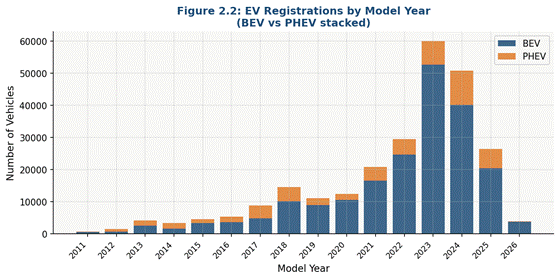 Figure 2.2: EV Registrations by Model Year
(BEV vs PHEV stacked)
BEV
PHEV
Number of Vehicles
60000
50000
40000
30000
20000
10000
0
2011 2012 2013 2014 2015 2016 2017 2018 2019 2020 2021 2022 2023 2024 2025 2026
Model Year